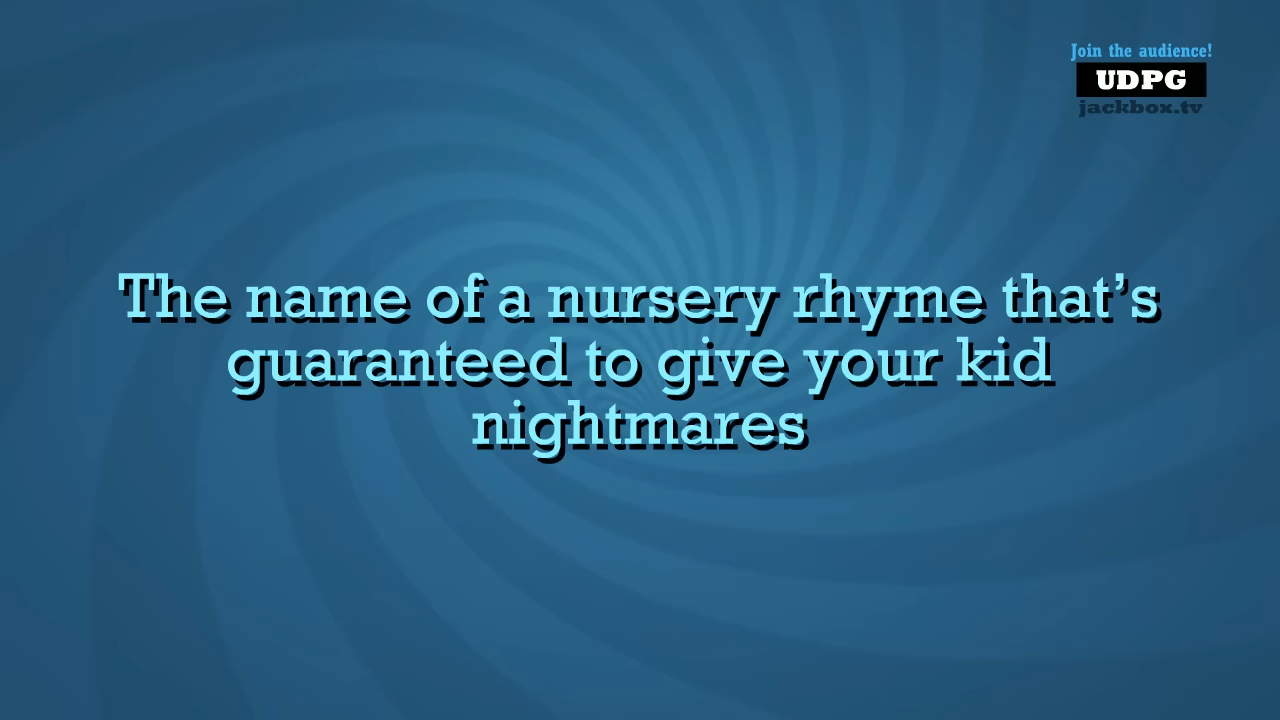 Join the audience!
UDPG
jackbox.tv
The name of a nursery rhyme that’s
guaranteed to give your kid
nightmares